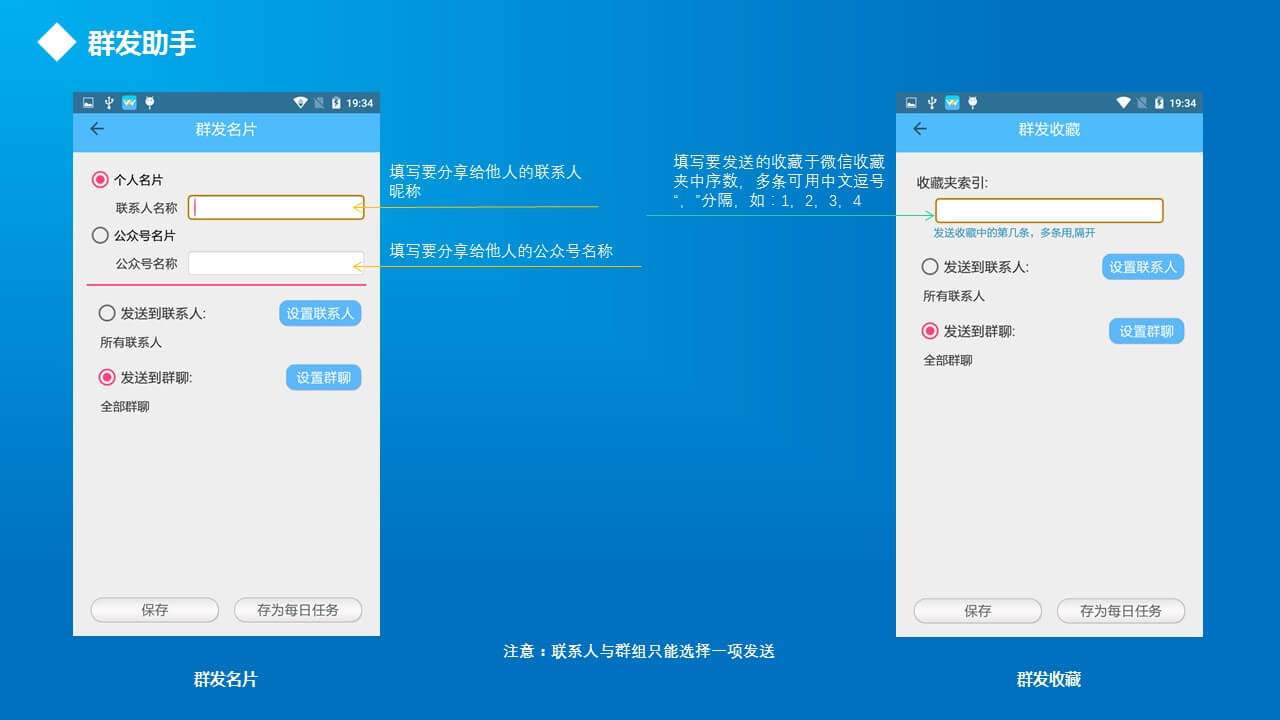 群发助手
19:34
群发名片
个人名片
联系人名称
公众号名片
公众号名称
发送到联系人:
设置联系人
所有联系人
发送到群聊:
设置群聊
全部群聊
保存
存为每日任务
群发名片
填写要分享给他人的联系人
昵称
填写要分享给他人的公众号名称
填写要发送的收藏于微信收藏
夹中序数，多条可用中文逗号
“，”分隔，如：1，2，3，4
19:34
群发收藏
收藏夹索引:
发送收藏中的第几条，多条用,隔开
发送到联系人:
设置联系人
所有联系人
发送到群聊:
设置群聊
全部群聊
保存
存为每日任务
注意：联系人与群组只能选择一项发送
群发收藏